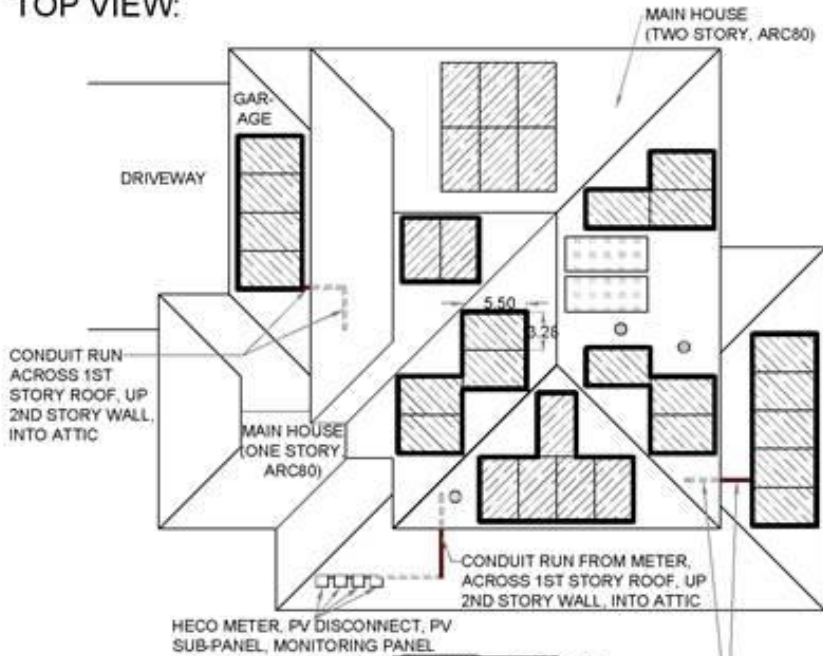 TOP VIEW:
MAIN HOUSE
(TWO STORY, ARC80)
GAR-
AGE
DRIVEWAY
5.50
3.28
CONDUIT RUN
ACROSS 1ST
STORY ROOF, UP
2ND STORY WALL,
INTO ATTIC
MAIN HOUSE
(ONE STORY
ARC80)
CONDUIT RUN FROM METER,
ACROSS 1ST STORY ROOF, UP
2ND STORY WALL, INTO ATTIC
HECO METER, PV DISCONNECT, PV
SUB-PANEL, MONITORING PANEL